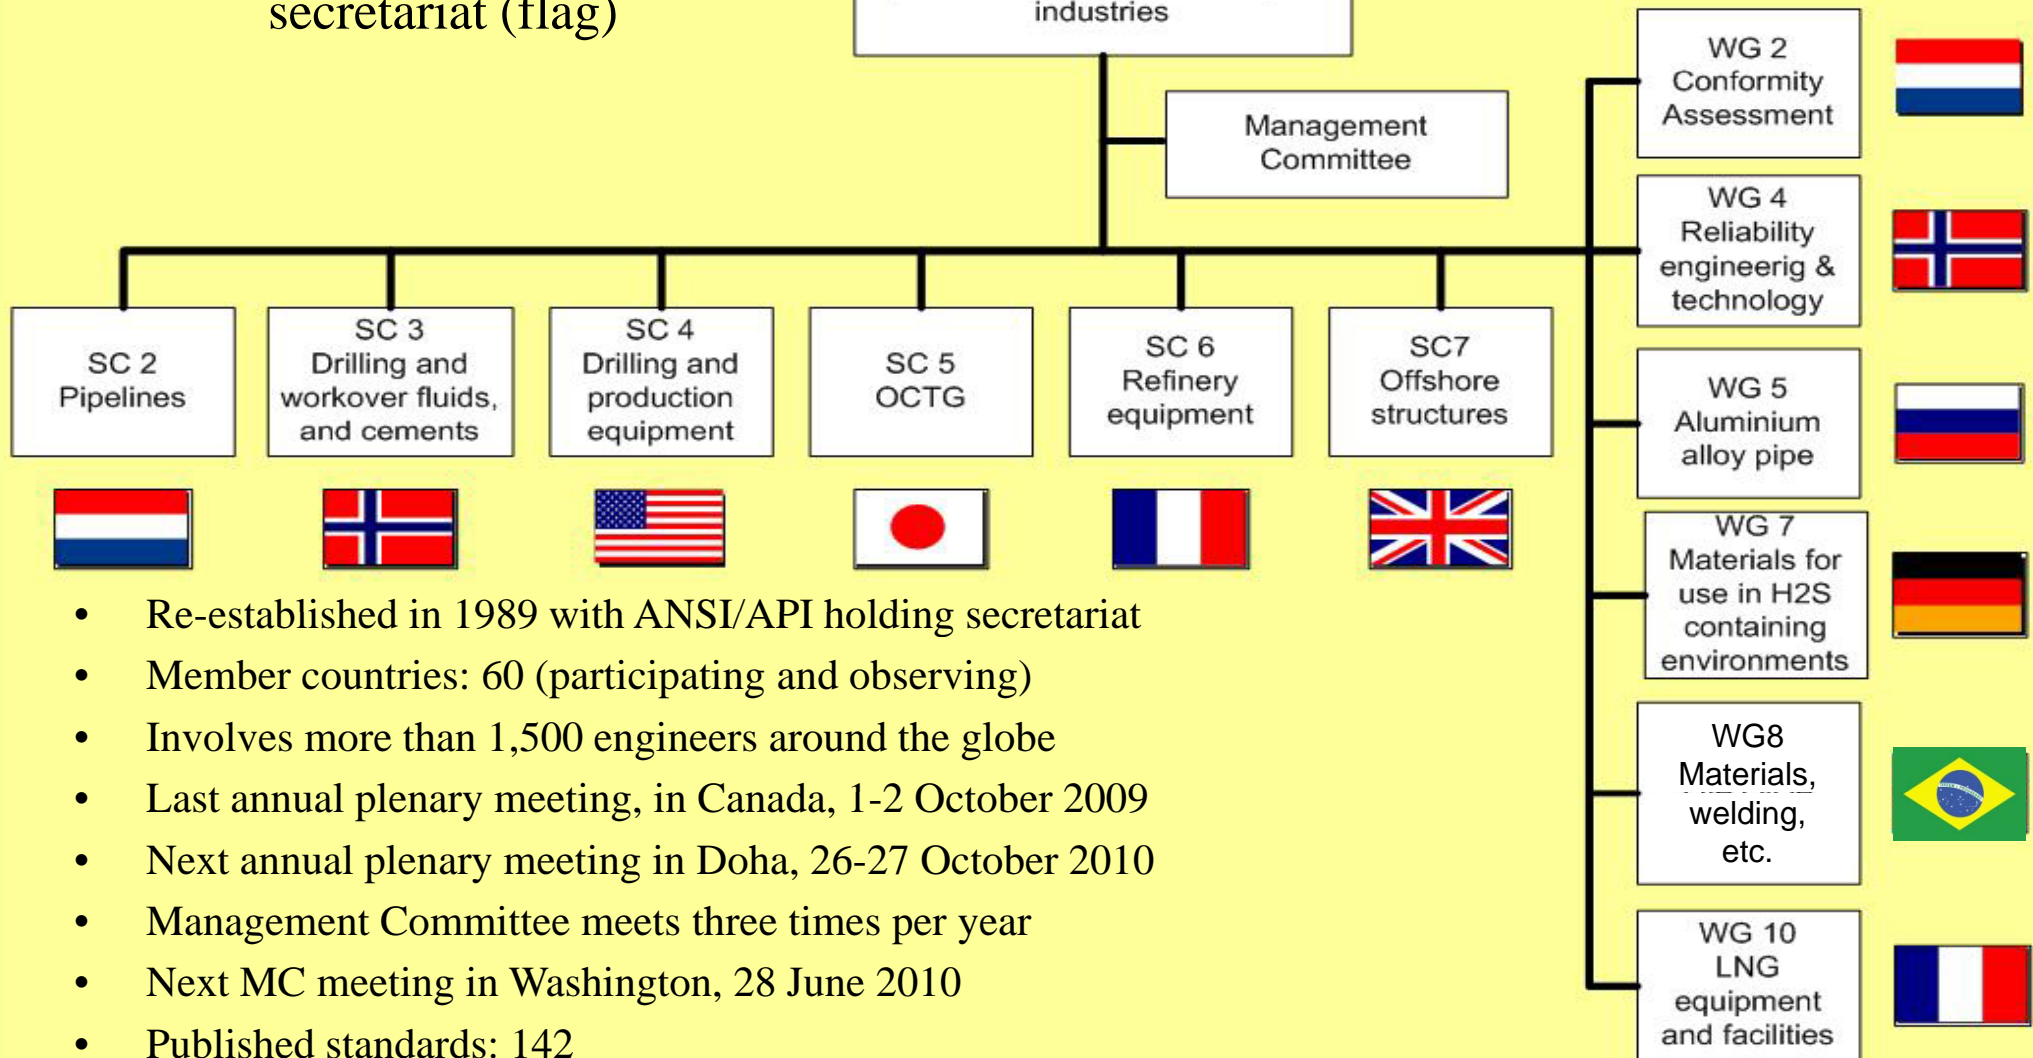 secretariat (flag)
industries
Management
Committee
WG 2
Conformity
Assessment
WG 4
Reliability
engineerig &
technology
WG 5
Aluminium
alloy pipe
WG 7
Materials for
use in H2S
containing
environments
WG8
Materials,
welding,
etc.
WG 10
LNG
equipment
and facilities
SC 2
Pipelines
SC 3
Drilling and
workover fluids,
and cements
SC 4
Drilling and
production
equipment
SC 5
OCTG
SC 6
Refinery
equipment
SC7
Offshore
structures
• Re-established in 1989 with ANSI/API holding secretariat
• Member countries: 60 (participating and observing)
• Involves more than 1,500 engineers around the globe
• Last annual plenary meeting, in Canada, 1-2 October 2009
• Next annual plenary meeting in Doha, 26-27 October 2010
• Management Committee meets three times per year
• Next MC meeting in Washington, 28 June 2010
• Published standards: 142